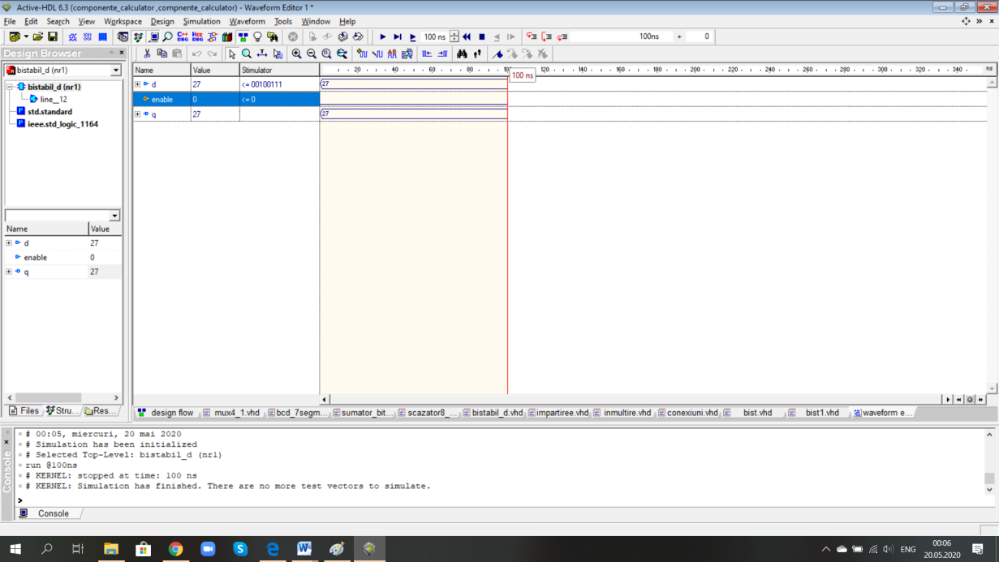 Active-HDL 6.3 (componente_calculator ,compnente_calculator) - Waveform Editor 1 *
File Edit Search View Workspace Design Simulation Waveform Tools Window Help
100 ns 100ns + 0
Design Browser
bistabil_d (nr1)
bistabil_d (nr1)
line__12
std.standard
ieee.std_logic_1164
Name Value
d 27
enable 0
q 27
Files Stru... Res...
Name Value Stimulator
20 40 60 80 120 140 160 180 200 220 240 260 280 300 320 340 ns
100 ns
d 27 <= 00100111 27
enable 0 <= 0
q 27 27
design flow mux4_1.vhd bcd_7segm... sumator_bit... scazator8_... bistabil_d.vhd impartiree.vhd inmultire.vhd conexiuni.vhd bist.vhd bist1.vhd waveform e...
# 00:05, miercuri, 20 mai 2020
# Simulation has been initialized
# Selected Top-Level: bistabil_d (nr1)
run @100ns
# KERNEL: stopped at time: 100 ns
# KERNEL: Simulation has finished. There are no more test vectors to simulate.
>
Console
Console
ENG
00:06
20.05.2020